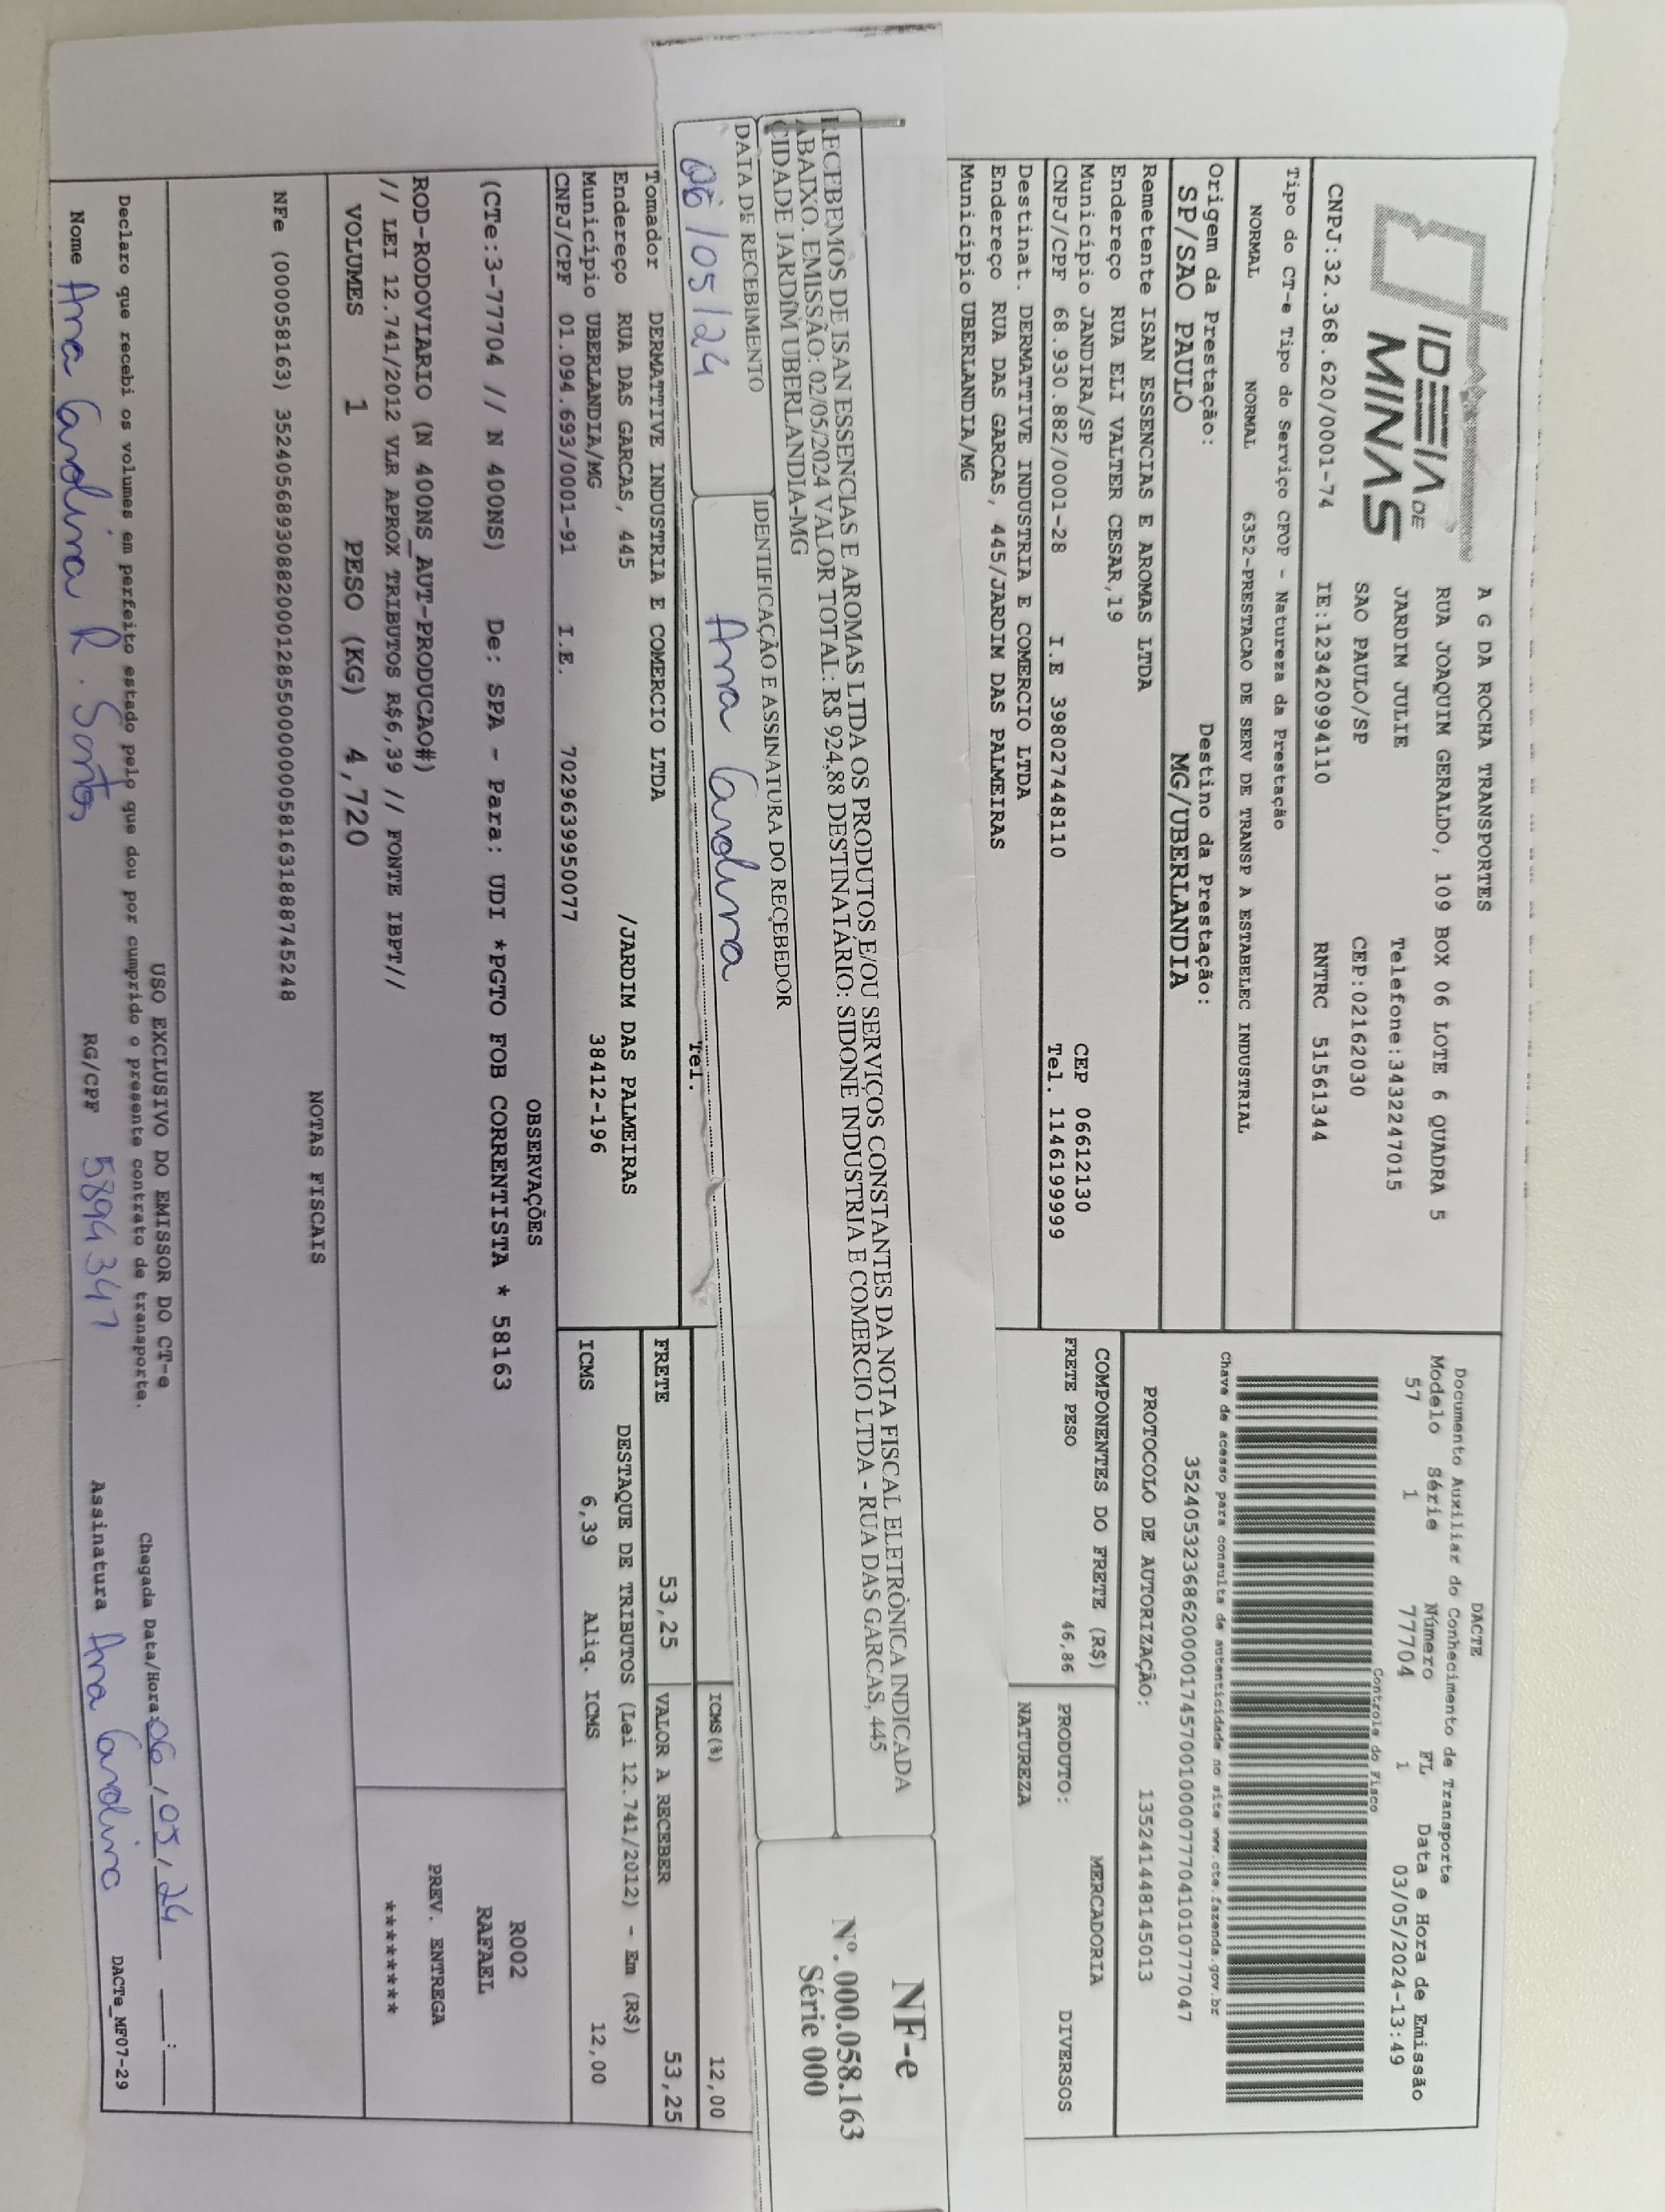 IDEIA DE
MINAS
A G DA ROCHA TRANSPORTES
RUA JOAQUIM GERALDO, 109 BOX 06 LOTE 6 QUADRA 5
JARDIM JULIE Telefone:3432247015
SAO PAULO/SP CEP:02162030
CNPJ:32.368.620/0001-74 IE:123420994110 RNTRC 51561344
DACTE
Documento Auxiliar do Conhecimento de Transporte
Modelo Série Número FL Data e Hora de Emissão
57 1 77704 1 03/05/2024-13:49
Controle do Fisco
Chave de acesso para consulta de autenticidade no site www.cte.fazenda.gov.br
35240532368620000174570010000777041010777047
PROTOCOLO DE AUTORIZAÇÃO: 135241448145013
Tipo do CT-e Tipo do Serviço CFOP - Natureza da Prestação
NORMAL NORMAL 6352-PRESTACAO DE SERV DE TRANSP A ESTABELEC INDUSTRIAL
Origem da Prestação: Destino da Prestação:
SP/SAO PAULO MG/UBERLANDIA
Remetente ISAN ESSENCIAS E AROMAS LTDA
Endereço RUA ELI VALTER CESAR,19
Município JANDIRA/SP CEP 06612130
CNPJ/CPF 68.930.882/0001-28 I.E 398027448110 Tel. 1146199999
COMPONENTES DO FRETE (R$) MERCADORIA
FRETE PESO 46,86 PRODUTO: DIVERSOS
NATUREZA
Destinat. DERMATTIVE INDUSTRIA E COMERCIO LTDA
Endereço RUA DAS GARCAS, 445/JARDIM DAS PALMEIRAS
Município UBERLANDIA/MG
RECEBEMOS DE ISAN ESSENCIAS E AROMAS LTDA OS PRODUTOS E/OU SERVIÇOS CONSTANTES DA NOTA FISCAL ELETRÔNICA INDICADA
ABAIXO. EMISSÃO: 02/05/2024 VALOR TOTAL: R$ 924,88 DESTINATÁRIO: SIDONE INDUSTRIA E COMERCIO LTDA - RUA DAS GARCAS, 445
CIDADE JARDIM UBERLANDIA-MG
DATA DE RECEBIMENTO IDENTIFICAÇÃO E ASSINATURA DO RECEBEDOR
06/05/24 Ana Carolina
NF-e
Nº. 000.058.163
Série 000
Tel.
ICMS(%) 12,00
Tomador DERMATTIVE INDUSTRIA E COMERCIO LTDA
Endereço RUA DAS GARCAS, 445 /JARDIM DAS PALMEIRAS
Município UBERLANDIA/MG 38412-196
CNPJ/CPF 01.094.693/0001-91 I.E. 7029639950077
FRETE 53,25 VALOR A RECEBER 53,25
DESTAQUE DE TRIBUTOS (Lei 12.741/2012) - Em (R$)
ICMS 6,39 Aliq. ICMS 12,00
OBSERVAÇÕES
(CTe:3-77704 // N 400NS) De: SPA - Para: UDI *PGTO FOB CORRENTISTA * 58163
ROD-RODOVIARIO (N 400NS_AUT-PRODUCAO#)
// LEI 12.741/2012 VLR APROX TRIBUTOS R$6,39 // FONTE IBPT//
R002
RAFAEL
PREV. ENTREGA
********
VOLUMES 1 PESO (KG) 4,720
NOTAS FISCAIS
NFe (000058163) 35240568930882000128550000000581631888745248
USO EXCLUSIVO DO EMISSOR DO CT-e
Declaro que recebi os volumes em perfeito estado pelo que dou por cumprido o presente contrato de transporte.
Chegada Data/Hora: 06/05/24 :
Nome Ana Carolina R. Santos RG/CPF 5894347 Assinatura Ana Carolina
DACTe_MF07-29